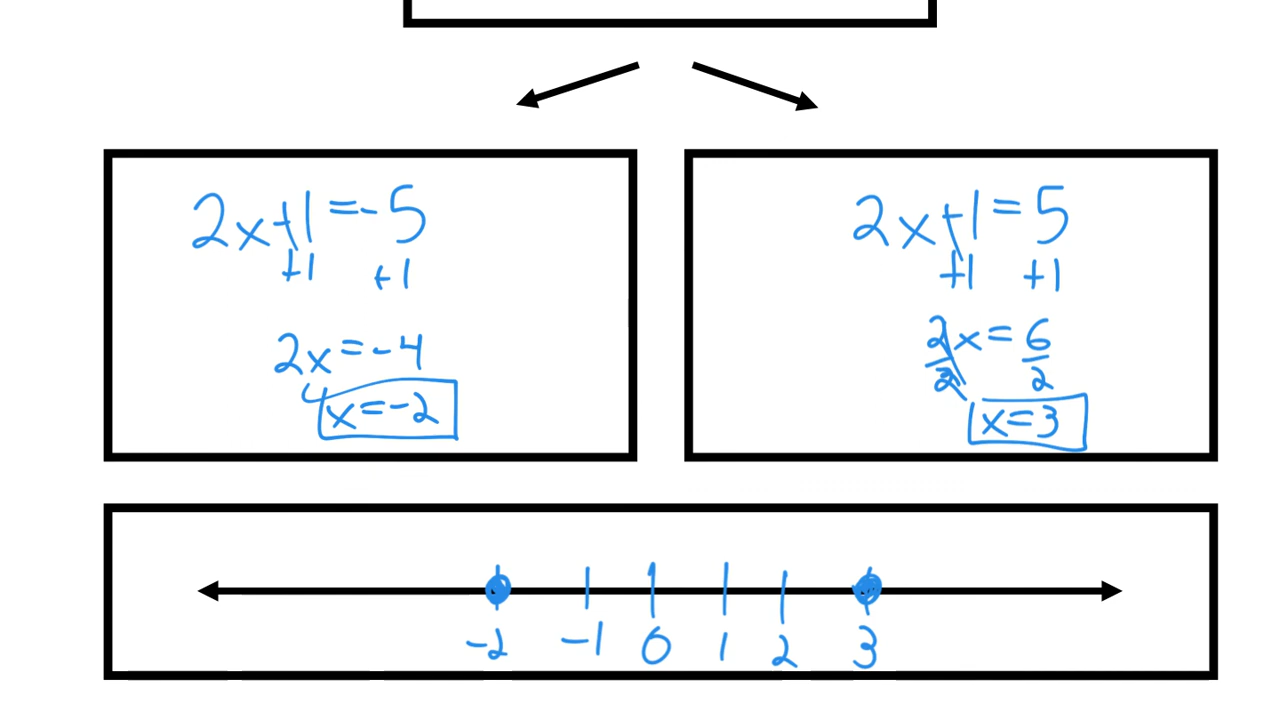 2x+1=-5
+1 +1
2x=-4
4
x=-2
2x+1=5
+1 +1
2x=6
2 2
x=3
-2 -1 0 1 2 3